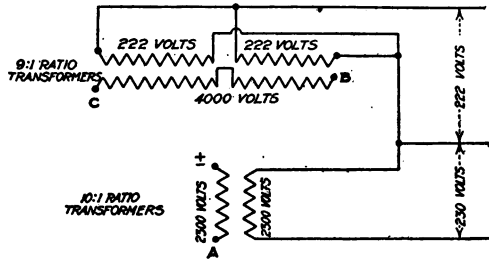 222 VOLTS
222 VOLTS
9:1 RATIO
TRANSFORMERS
C
B
4000 VOLTS
222 VOLTS
10:1 RATIO
TRANSFORMERS
2300 VOLTS
2300 VOLTS
230 VOLTS
A